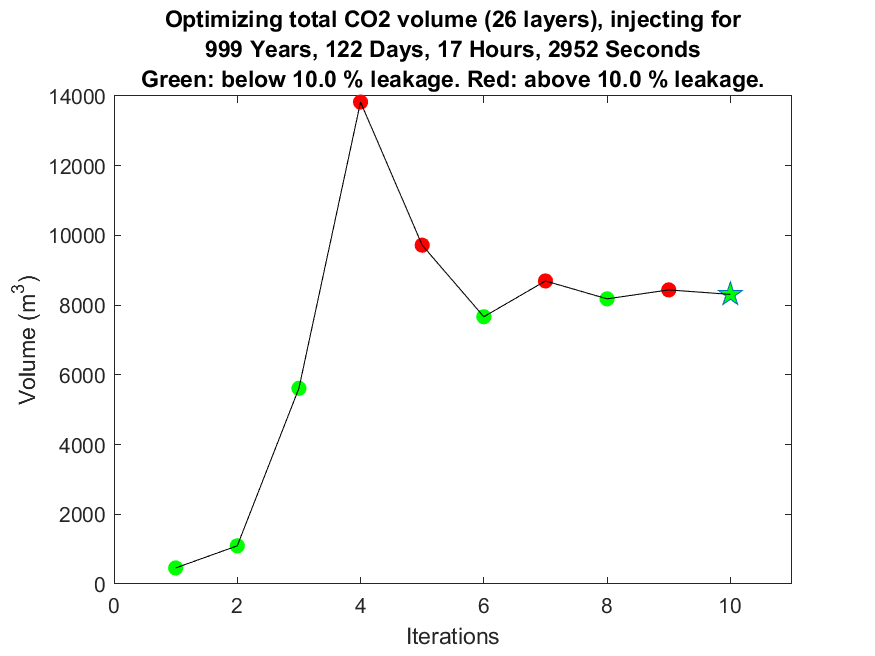 Optimizing total CO2 volume (26 layers), injecting for
999 Years, 122 Days, 17 Hours, 2952 Seconds
Green: below 10.0 % leakage. Red: above 10.0 % leakage.
14000
12000
10000
8000
6000
4000
2000
0
Volume (m³)
0 2 4 6 8 10
Iterations